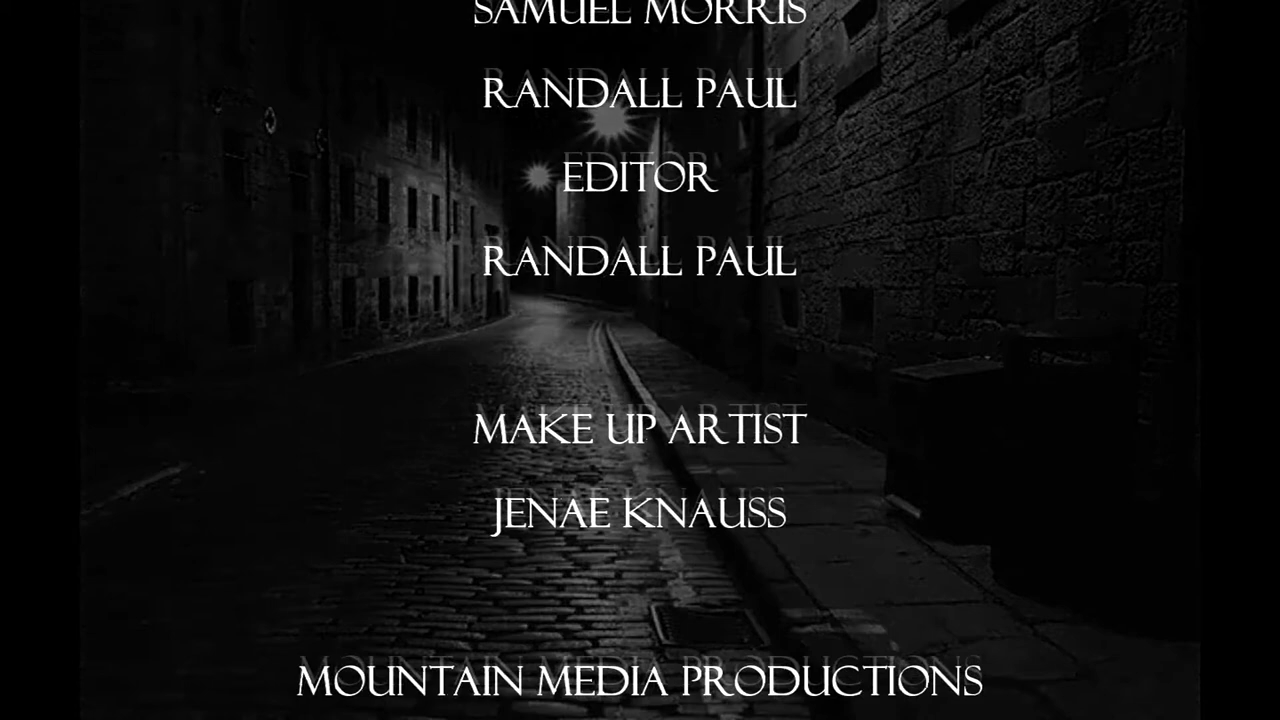 SAMUEL MORRIS
RANDALL PAUL
EDITOR
RANDALL PAUL
MAKE UP ARTIST
JENAE KNAUSS
MOUNTAIN MEDIA PRODUCTIONS